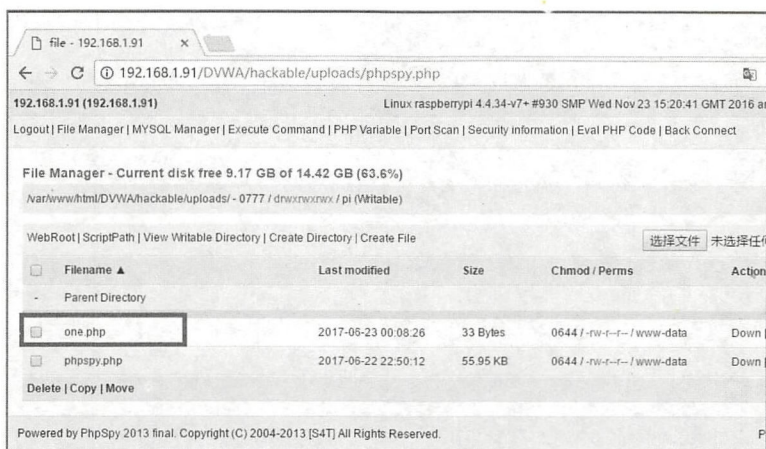 file - 192.168.1.91
192.168.1.91/DVWA/hackable/uploads/phpspy.php
192.168.1.91 (192.168.1.91) Linux raspberrypi 4.4.34-v7+ #930 SMP Wed Nov 23 15:20:41 GMT 2016
Logout | File Manager | MYSQL Manager | Execute Command | PHP Variable | Port Scan | Security information | Eval PHP Code | Back Connect
File Manager - Current disk free 9.17 GB of 14.42 GB (63.6%)
/var/www/html/DVWA/hackable/uploads/ - 0777 / drwxrwxrwx / pi (Writable)
WebRoot | ScriptPath | View Writable Directory | Create Directory | Create File 选择文件 未选择任
Filename ▲ Last modified Size Chmod / Perms Action
- Parent Directory
one.php 2017-06-23 00:08:26 33 Bytes 0644 / -rw-r--r-- / www-data Down |
phpspy.php 2017-06-22 22:50:12 55.95 KB 0644 / -rw-r--r-- / www-data Down |
Delete | Copy | Move
Powered by PhpSpy 2013 final. Copyright (C) 2004-2013 [S4T] All Rights Reserved. P